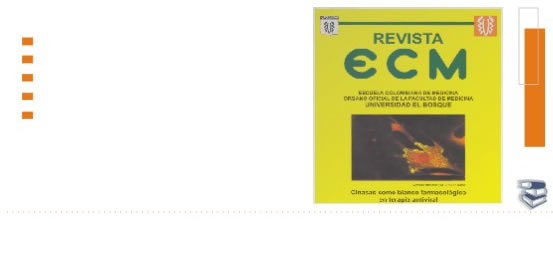 REVISTA
ECM
ESCUELA COLOMBIANA DE MEDICINA
ORGANO OFICIAL DE LA FACULTAD DE MEDICINA
UNIVERSIDAD EL BOSQUE
Cinasas como blanco farmacológico
en terapia antiviral